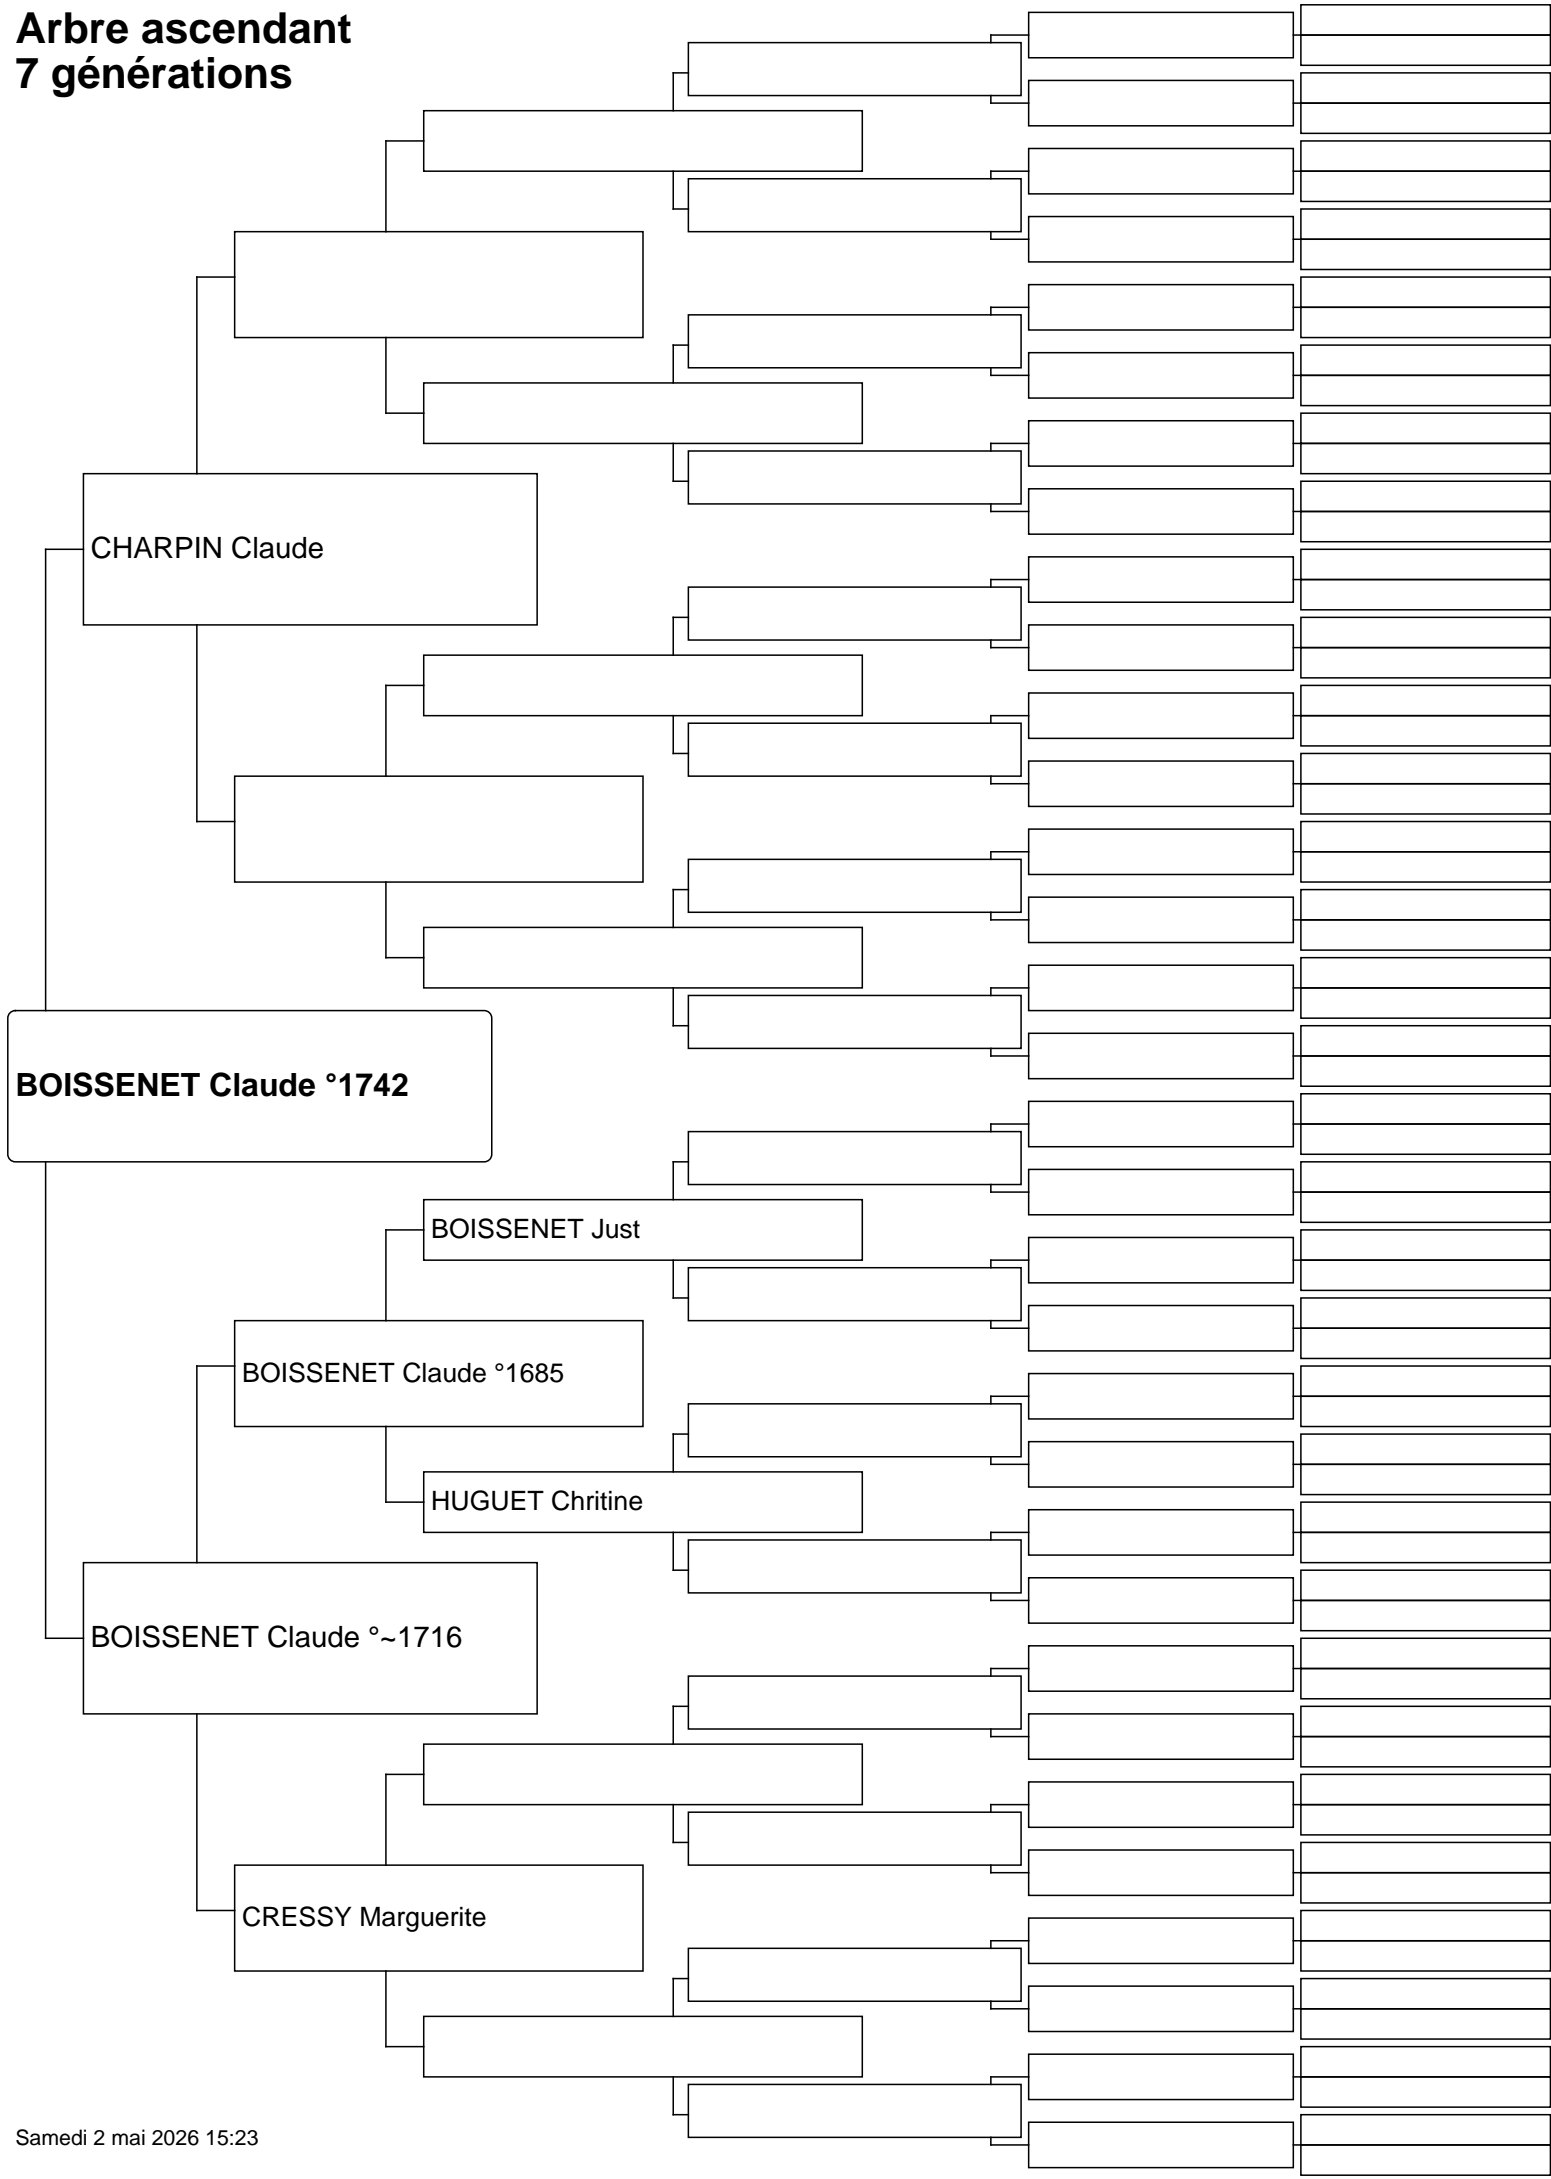 Arbre ascendant
7 générations
CHARPIN Claude
BOISSENET Claude °1742
BOISSENET Just
BOISSENET Claude °1685
HUGUET Chritine
BOISSENET Claude °~1716
CRESSY Marguerite
Samedi 2 mai 2026 15:23